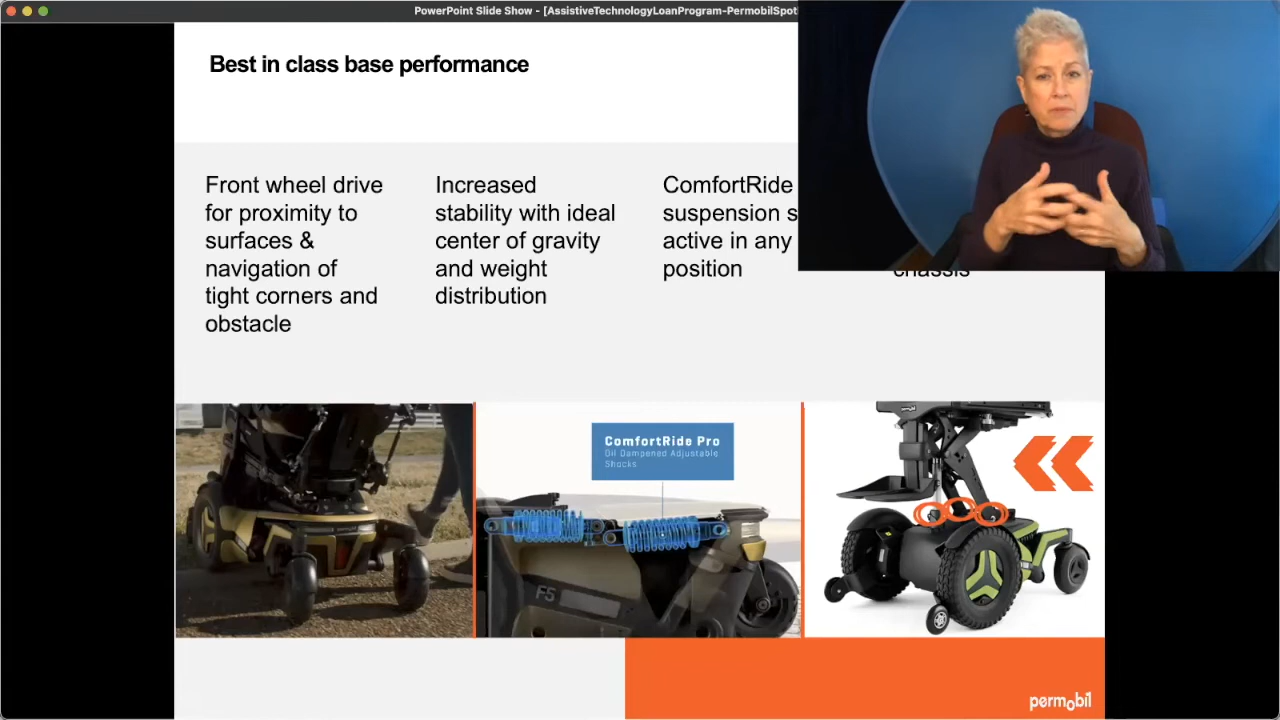 PowerPoint Slide Show - [AssistiveTechnologyLoanProgram-PermobilSpot
Best in class base performance
Front wheel drive
for proximity to
surfaces &
navigation of
tight corners and
obstacle
Increased
stability with ideal
center of gravity
and weight
distribution
ComfortRide
suspension s
active in any
position
chassis
ComfortRide Pro
Oil Dampened Adjustable
Shocks
F5
permobil
permobil